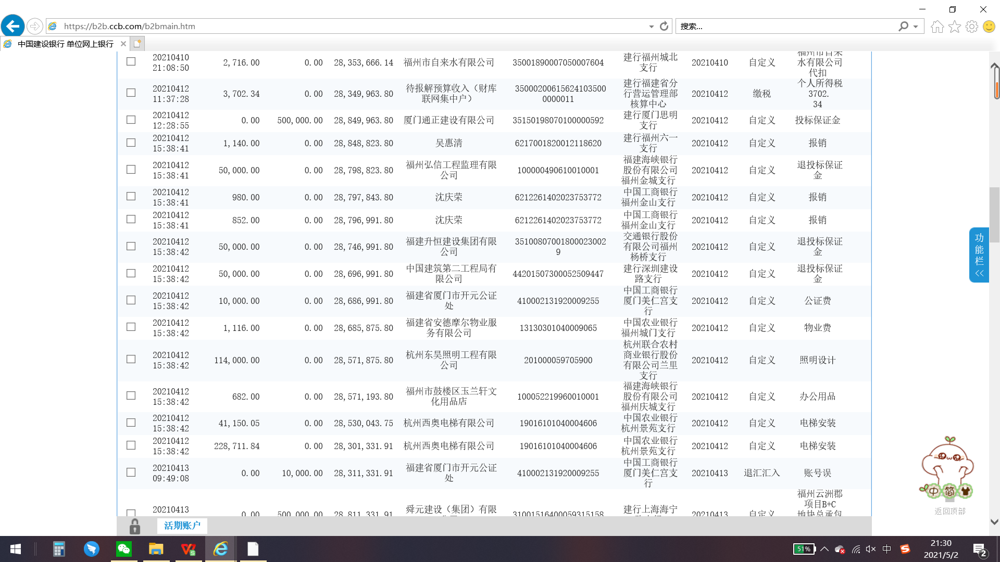 https://b2b.ccb.com/b2bmain.htm
搜索...
中国建设银行 单位网上银行
20210410 21:08:50 2,716.00 0.00 28,353,666.14 福州市自来水有限公司 35001890007050007604 建行福州城北支行 20210410 自定义 福州市自来水有限公司代扣
20210412 11:37:28 3,702.34 0.00 28,349,963.80 待报解预算收入（财库联网集中户） 350002006156241035000000011 建行福建省分行营运管理部核算中心 20210412 缴税 个人所得税3702.34
20210412 12:28:55 0.00 500,000.00 28,849,963.80 厦门通正建设有限公司 35150198070100000592 建行厦门思明支行 20210412 自定义 投标保证金
20210412 15:38:41 1,140.00 0.00 28,848,823.80 吴惠清 6217001820012118620 建行福州六一支行 20210412 自定义 报销
20210412 15:38:41 50,000.00 0.00 28,798,823.80 福州弘信工程监理有限公司 100000490610010001 福建海峡银行股份有限公司福州金城支行 20210412 自定义 退投标保证金
20210412 15:38:41 980.00 0.00 28,797,843.80 沈庆荣 6212261402023753772 中国工商银行福州金山支行 20210412 自定义 报销
20210412 15:38:41 852.00 0.00 28,796,991.80 沈庆荣 6212261402023753772 中国工商银行福州金山支行 20210412 自定义 报销
20210412 15:38:42 50,000.00 0.00 28,746,991.80 福建升恒建设集团有限公司 351008070018000230029 交通银行股份有限公司福州杨桥支行 20210412 自定义 退投标保证金
20210412 15:38:42 50,000.00 0.00 28,696,991.80 中国建筑第二工程局有限公司 44201507300052509447 建行深圳建设路支行 20210412 自定义 退投标保证金
20210412 15:38:42 10,000.00 0.00 28,686,991.80 福建省厦门市开元公证处 410002131920009255 中国工商银行厦门美仁宫支行 20210412 自定义 公证费
20210412 15:38:42 1,116.00 0.00 28,685,875.80 福建省安德摩尔物业服务有限公司 13130301040009065 中国农业银行福州城门支行 20210412 自定义 物业费
20210412 15:38:42 114,000.00 0.00 28,571,875.80 杭州东昊照明工程有限公司 201000059705900 杭州联合农村商业银行股份有限公司兰里支行 20210412 自定义 照明设计
20210412 15:38:42 682.00 0.00 28,571,193.80 福州市鼓楼区玉兰轩文化用品店 100052219960010001 福建海峡银行股份有限公司福州庆城支行 20210412 自定义 办公用品
20210412 15:38:42 41,150.05 0.00 28,530,043.75 杭州西奥电梯有限公司 19016101040004606 中国农业银行杭州景苑支行 20210412 自定义 电梯安装
20210412 15:38:42 228,711.84 0.00 28,301,331.91 杭州西奥电梯有限公司 19016101040004606 中国农业银行杭州景苑支行 20210412 自定义 电梯安装
20210413 09:49:08 0.00 10,000.00 28,311,331.91 福建省厦门市开元公证处 410002131920009255 中国工商银行厦门美仁宫支行 20210413 退汇汇入 账号误
20210413 0.00 500,000.00 28,811,331.91 舜元建设（集团）有限 31001516400059315158 建行上海海宁 20210413 自定义 福州云洲郡项目B+C地块总承包
功能栏
<<
中 简
返回顶部
活期账户
51%
中
21:30
2021/5/2
2